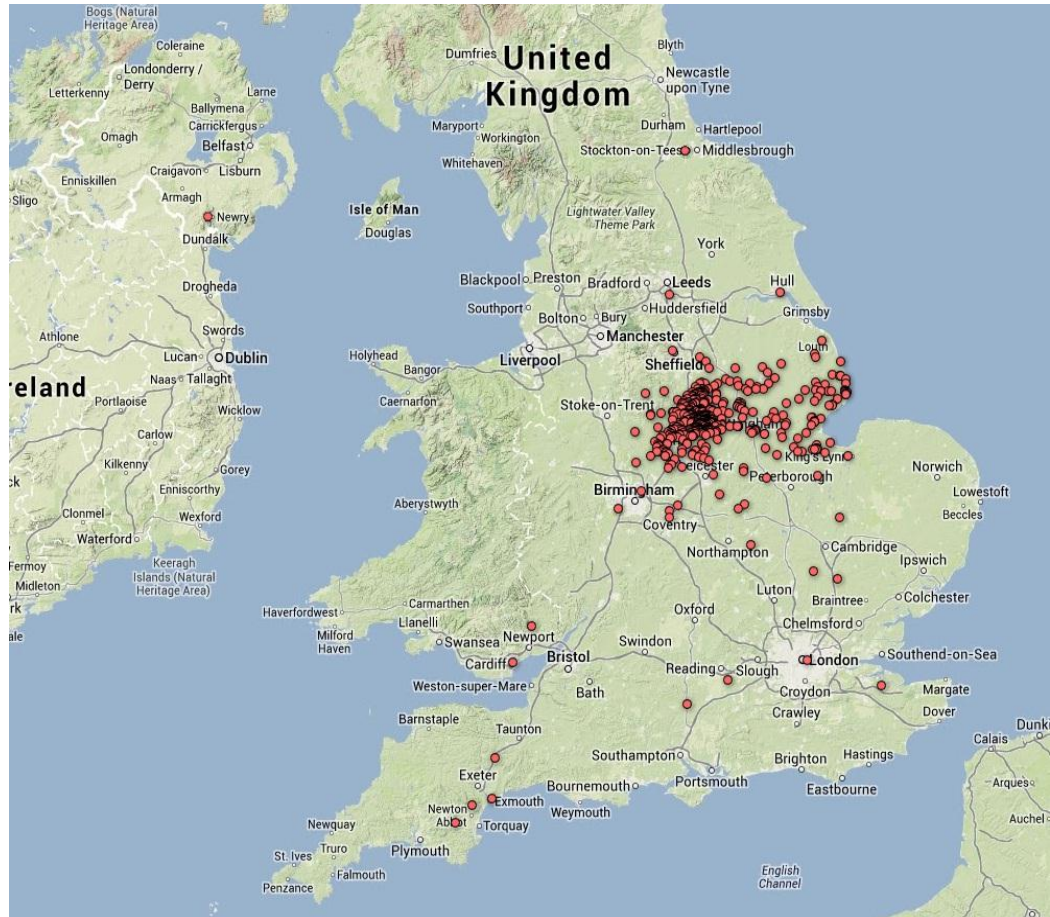 Bogs (Natural
Heritage Area)
Coleraine
Londonderry /
Derry
Letterkenny
Ballymena
Larne
Carrickfergus
Omagh
Belfast
Craigavon
Lisburn
Enniskillen
Armagh
Sligo
Newry
Dundalk
Drogheda
Swords
Athlone
Lucan
Dublin
Naas
Tallaght
reland
Portlaoise
Wicklow
Carlow
Kilkenny
Gorey
ck
Enniscorthy
Clonmel
Wexford
Waterford
Fermoy
Keeragh
Islands (Natural
Heritage Area)
Midleton
rk
ale
United
Kingdom
Dumfries
Blyth
Newcastle
upon Tyne
Durham
Hartlepool
Maryport
Workington
Stockton-on-Tees
Middlesbrough
Whitehaven
Isle of Man
Douglas
Lightwater Valley
Theme Park
York
Blackpool
Preston
Bradford
Leeds
Hull
Southport
Bolton
Bury
Huddersfield
Grimsby
Manchester
Louth
Liverpool
Holyhead
Bangor
Sheffield
Caernarfon
Stoke-on-Trent
King's Lynn
Norwich
eicester
Peterborough
Lowestoft
Beccles
Birmingham
Aberystwyth
Coventry
Northampton
Cambridge
Ipswich
Luton
Braintree
Colchester
Haverfordwest
Carmarthen
Oxford
Chelmsford
Milford
Haven
Llanelli
Swansea
Newport
Swindon
Cardiff
Bristol
Reading
Slough
London
Southend-on-Sea
Weston-super-Mare
Bath
Croydon
Margate
Barnstaple
Crawley
Dover
Taunton
Southampton
Brighton
Hastings
Calais
Dunki
Exeter
Bournemouth
Portsmouth
Eastbourne
Arques
Newton
Abbot
Exmouth
Weymouth
Torquay
Auchel
Newquay
Plymouth
Truro
St. Ives
Falmouth
Penzance
English
Channel